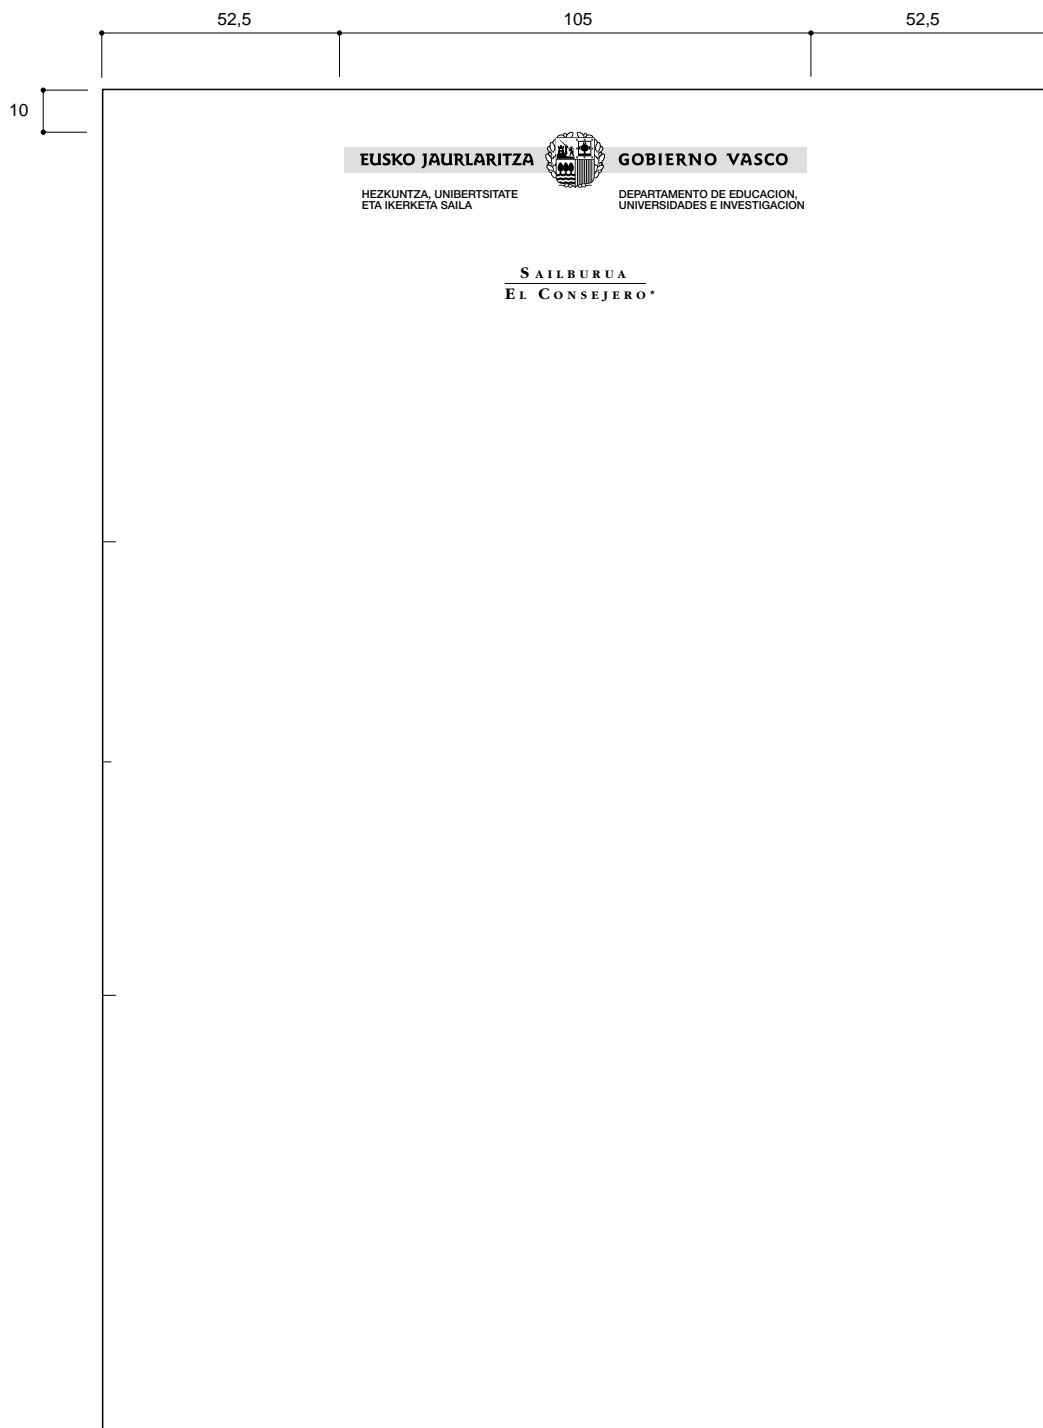 52,5 105 52,5
10
EUSKO JAURLARITZA GOBIERNO VASCO
HEZKUNTZA, UNIBERTSITATE
ETA IKERKETA SAILA
DEPARTAMENTO DE EDUCACION,
UNIVERSIDADES E INVESTIGACION
SAILBURUA
EL CONSEJERO*